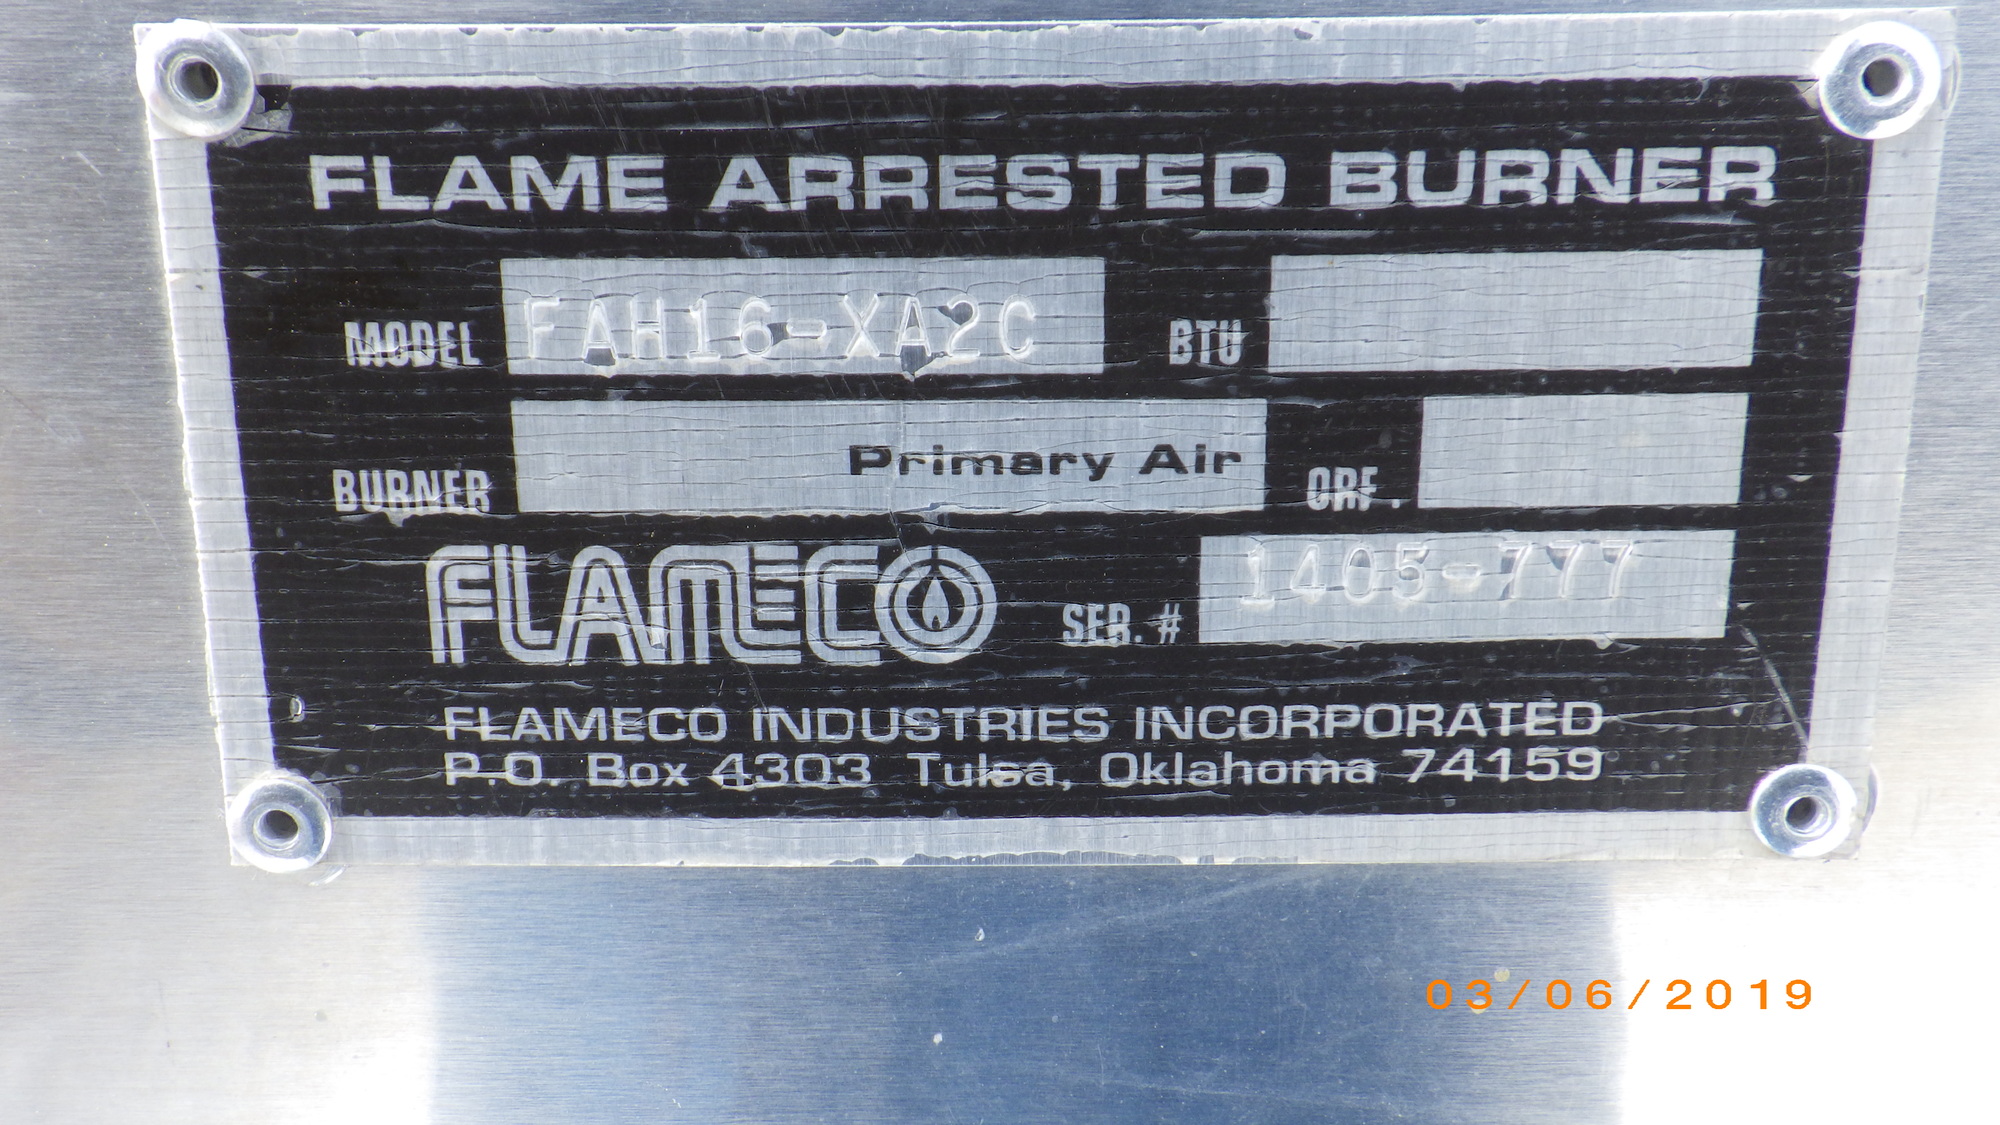 FLAME ARRESTED BURNER
MODEL FAH16-XA2C BTU
BURNER Primary Air ORF.
FLAMECO SER. # 1405-777
FLAMECO INDUSTRIES INCORPORATED
P.O. Box 4303 Tulsa, Oklahoma 74159
03/06/2019